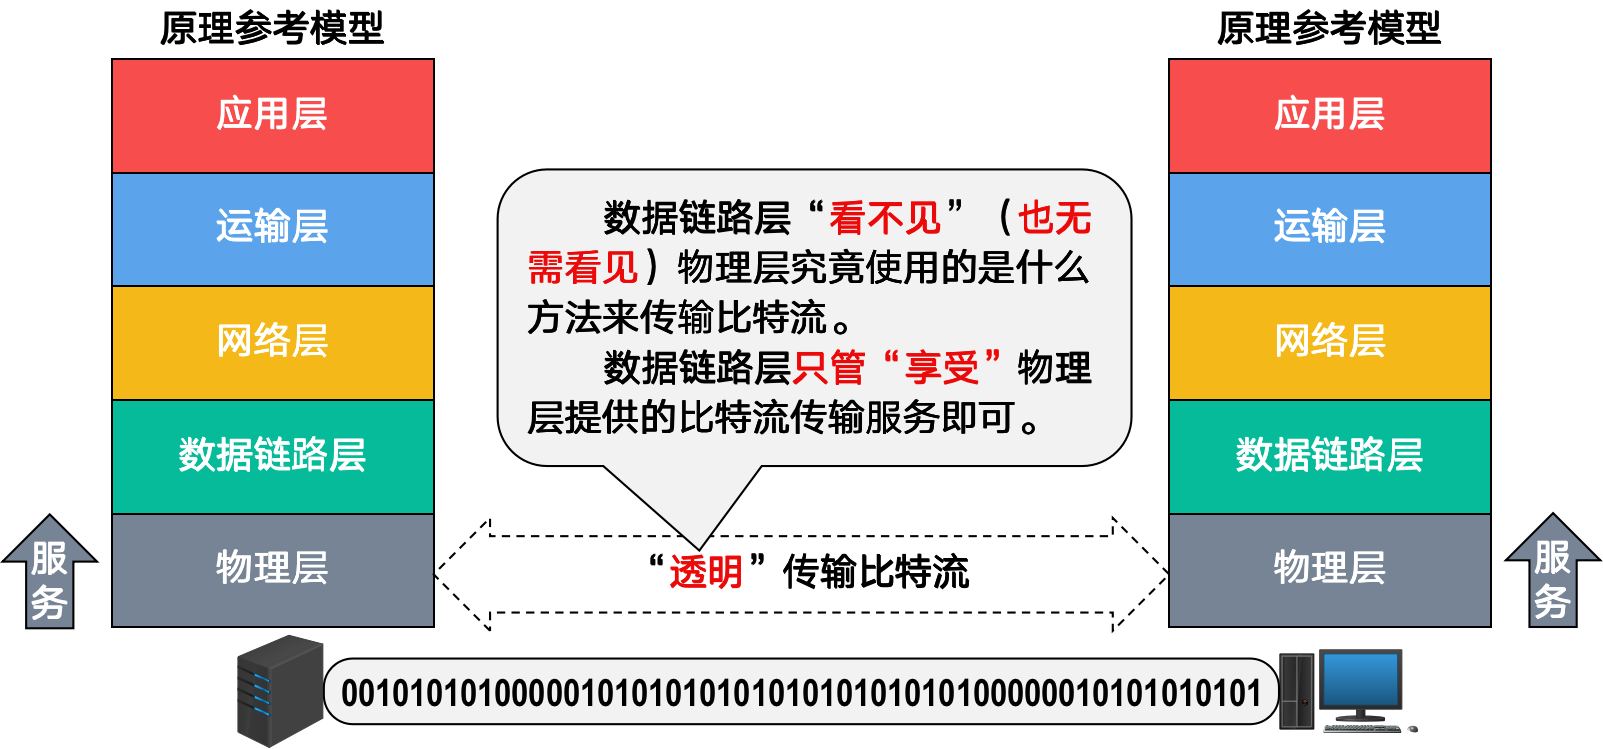 原理参考模型
应用层
运输层
网络层
数据链路层
物理层
服
务
数据链路层“看不见”（也无
需看见）物理层究竟使用的是什么
方法来传输比特流。
数据链路层只管“享受”物理
层提供的比特流传输服务即可。
“透明”传输比特流
原理参考模型
应用层
运输层
网络层
数据链路层
物理层
服
务